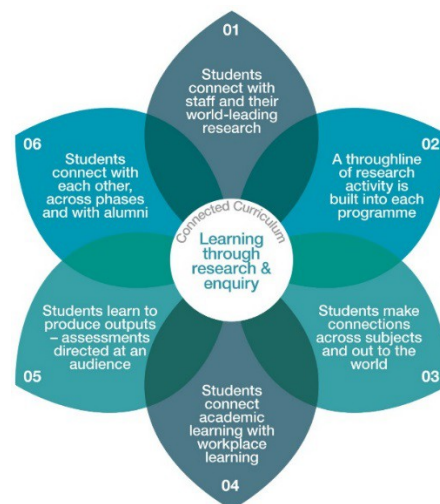 01
Students
connect with
staff and their
world-leading
research
02
A throughline
of research
activity is
built into each
programme
Students make
connections
across subjects
and out to the
world
03
Students
connect
academic
learning with
workplace
learning
04
Students learn to
produce outputs
– assessments
directed at an
audience
05
06
Students
connect with
each other,
across phases
and with alumni
Connected Curriculum
Learning
through
research &
enquiry